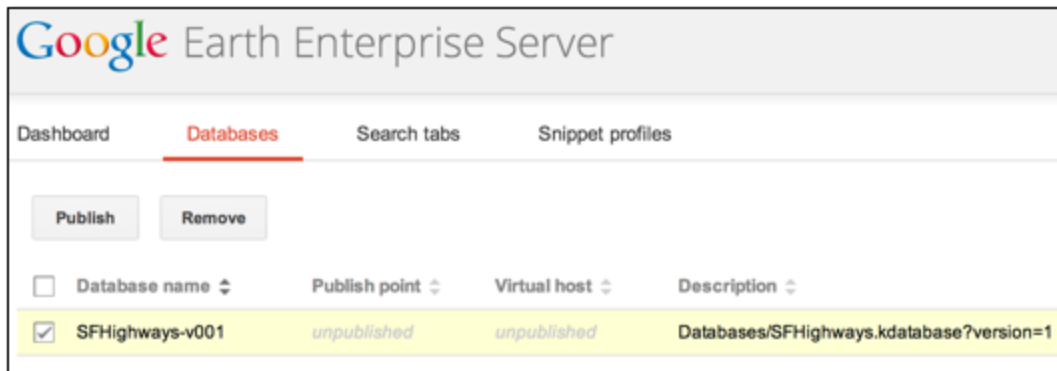 Google Earth Enterprise Server
Dashboard Databases Search tabs Snippet profiles
Publish Remove
Database name Publish point Virtual host Description
SFHighways-v001 unpublished unpublished Databases/SFHighways.kdatabase?version=1